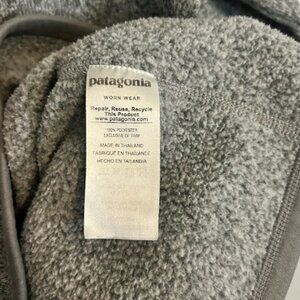 patagonia
WORN WEAR
Repair, Reuse, Recycle
This Product
www.patagonia.com
100% POLYESTER
EXCLUSIVE OF TRIM
MADE IN THAILAND
FABRIQUÉ EN THAÏLANDE
HECHO EN TAILANDIA